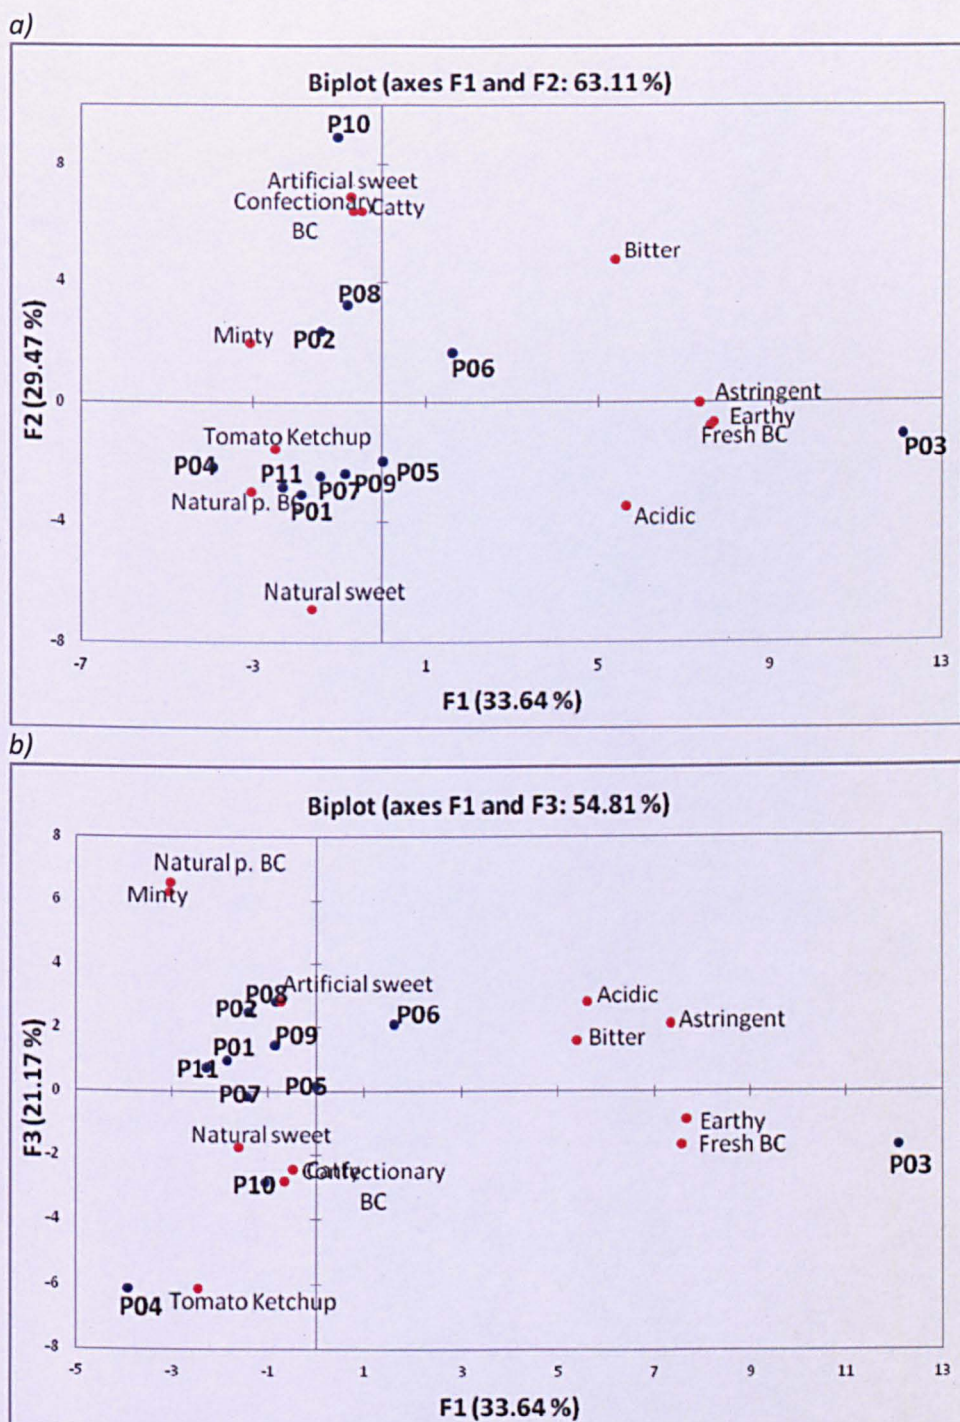 a)
Biplot (axes F1 and F2: 63.11 %)
P10
8
Artificial sweet
Confectionary Catty
BC
Bitter
4
P08
Minty P02
P06
F2 (29.47 %)
0
Astringent
Earthy
Fresh BC
P03
Tomato Ketchup
P04 P11 P07 P09 P05
Natural p. BC P01
Acidic
-4
Natural sweet
-8
-7 -3 1 5 9 13
F1 (33.64 %)
b)
Biplot (axes F1 and F3: 54.81 %)
8
Natural p. BC
Minty
6
4
Artificial sweet
P08
P02 P06
Acidic
Astringent
2
P09
P01
Bitter
P11
F3 (21.17 %)
0
P05
P07
Earthy
Natural sweet
Fresh BC
-2
P03
Catty
Confectionary
P10
BC
-4
-6
P04 Tomato Ketchup
-8
-5 -3 -1 1 3 5 7 9 11 13
F1 (33.64 %)